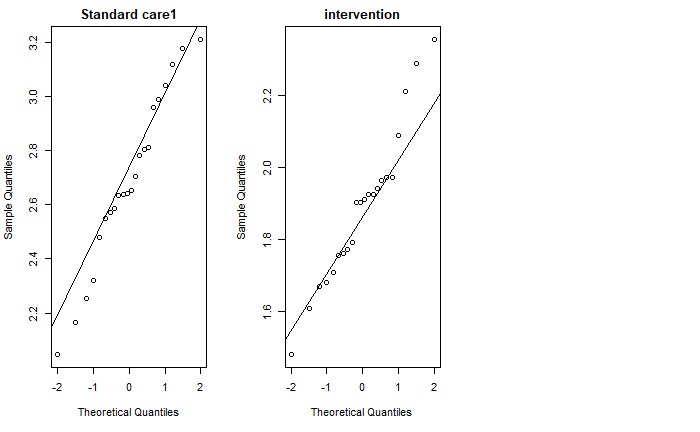 Standard care1
Sample Quantiles
3.2
3.0
2.8
2.6
2.4
2.2
-2 -1 0 1 2
Theoretical Quantiles
intervention
Sample Quantiles
2.2
2.0
1.8
1.6
-2 -1 0 1 2
Theoretical Quantiles